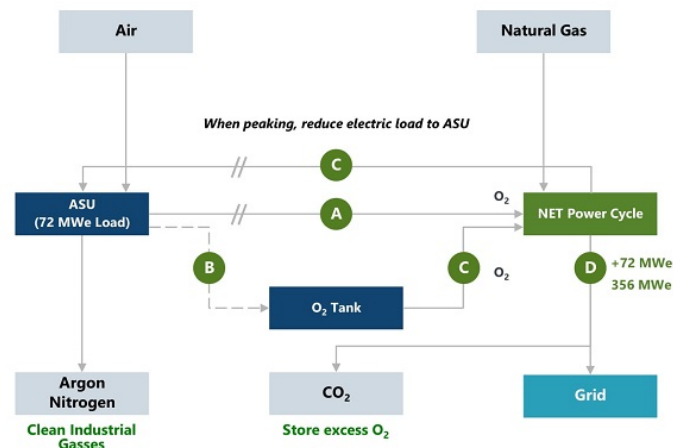 Air
Natural Gas
When peaking, reduce electric load to ASU
C
ASU
(72 MWe Load)
A
O₂
NET Power Cycle
B
C
O₂
D
+72 MWe
356 MWe
O₂ Tank
Argon
Nitrogen
CO₂
Grid
Clean Industrial
Gasses
Store excess O₂